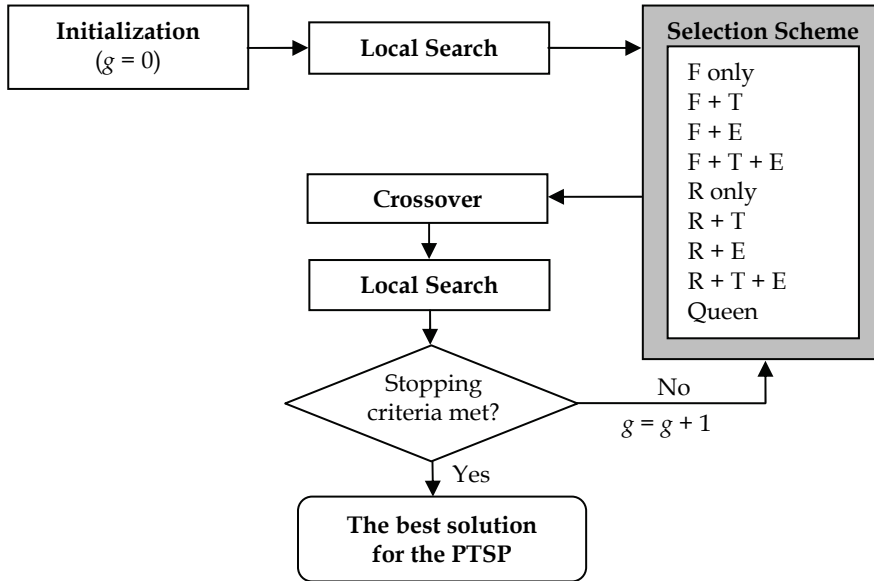 Initialization
(g = 0)
Local Search
Selection Scheme
F only
F + T
F + E
F + T + E
R only
R + T
R + E
R + T + E
Queen
Crossover
Local Search
Stopping
criteria met?
No
g = g + 1
Yes
The best solution
for the PTSP